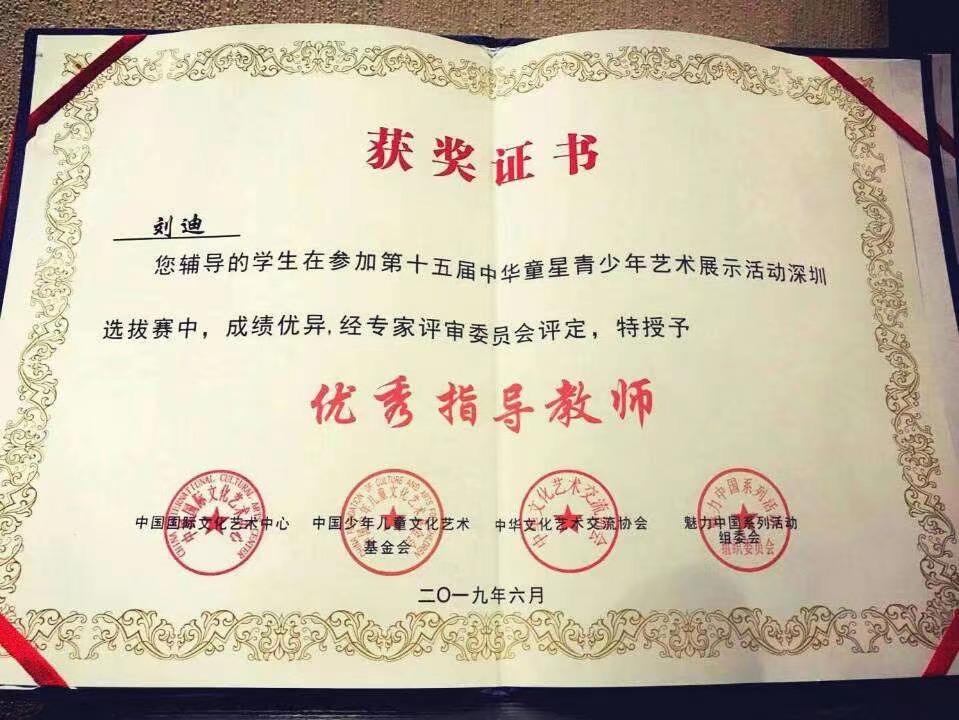 获奖证书
刘迪
您辅导的学生在参加第十五届中华童星青少年艺术展示活动深圳
选拔赛中，成绩优异,经专家评审委员会评定，特授予
优秀指导教师
中国国际文化艺术中心
中国少年儿童文化艺术
基金会
中华文化艺术交流协会
魅力中国系列活动
组委会
二〇一九年六月